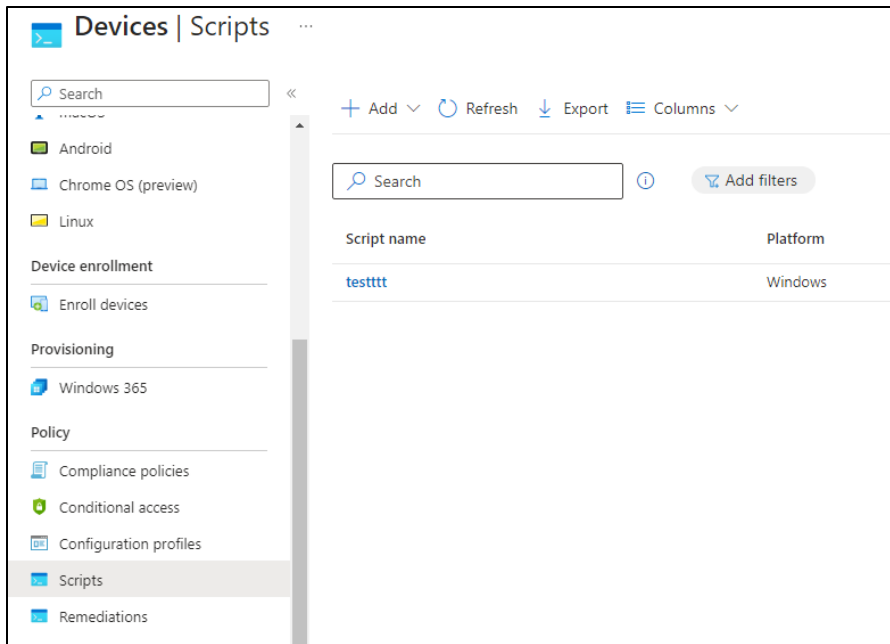 Devices | Scripts ...
Search
«
Add
Refresh
Export
Columns
macOS
Android
Chrome OS (preview)
Linux
Device enrollment
Enroll devices
Provisioning
Windows 365
Policy
Compliance policies
Conditional access
Configuration profiles
Scripts
Remediations
Search
Add filters
Script name Platform
testttt Windows